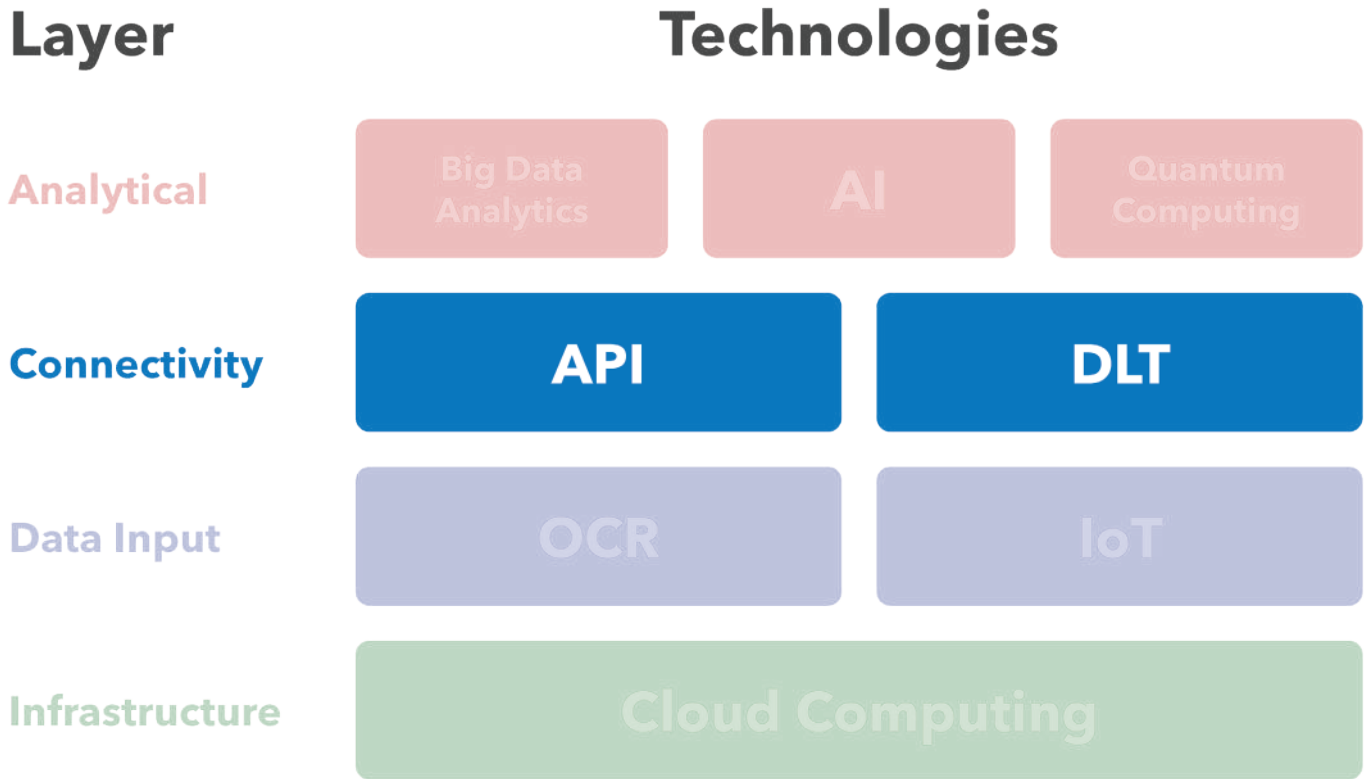 Layer
Technologies
Analytical
Big Data
Analytics
AI
Quantum
Computing
Connectivity
API
DLT
Data Input
OCR
IoT
Infrastructure
Cloud Computing